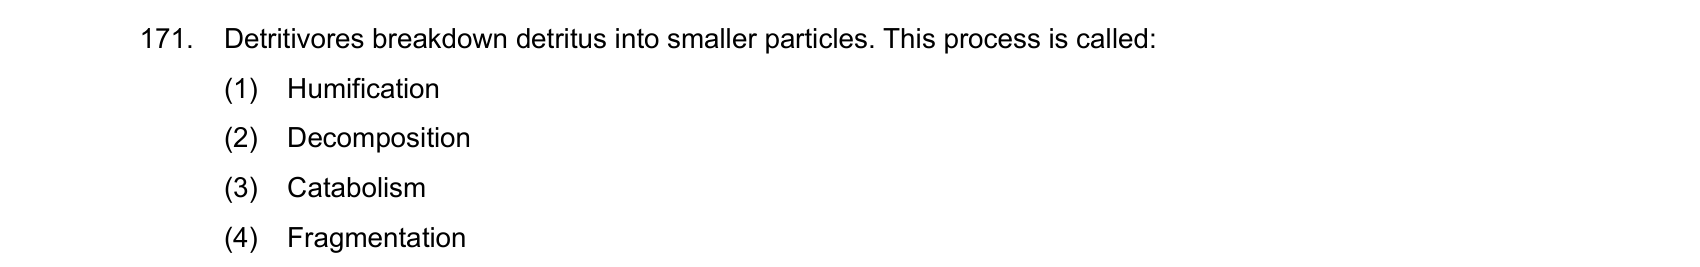 171. Detritivores breakdown detritus into smaller particles. This process is called:
(1) Humification
(2) Decomposition
(3) Catabolism
(4) Fragmentation